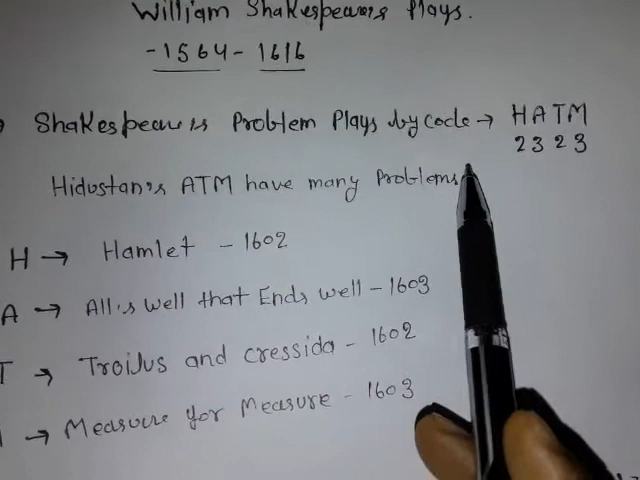 William Shakespeare's Plays.
-1564-1616
Shakespeare's Problem Plays by code → HATM
2323
Hidustan's ATM have many Problems
H → Hamlet - 1602
A → All's well that Ends well - 1603
T → Troilus and cressida - 1602
→ Measure for Measure - 1603